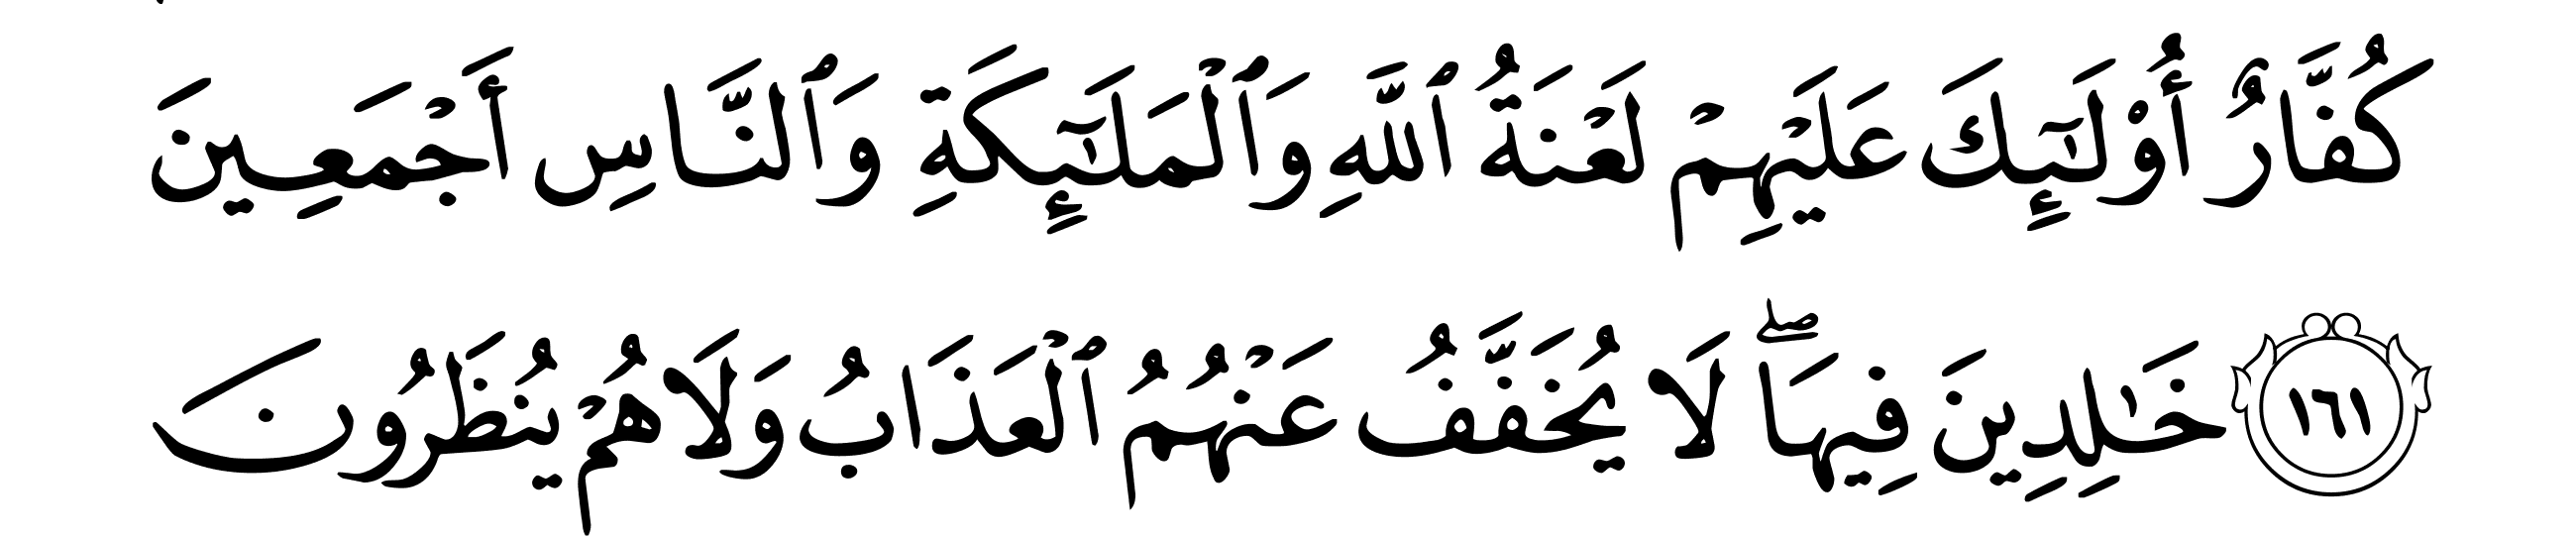 كُفَّارٌ أُو۟لَـٰٓئِكَ عَلَيْهِمْ لَعْنَةُ ٱللَّهِ وَٱلْمَلَـٰٓئِكَةِ وَٱلنَّاسِ أَجْمَعِينَ
١٦١ خَـٰلِدِينَ فِيهَا ۖ لَا يُخَفَّفُ عَنْهُمُ ٱلْعَذَابُ وَلَا هُمْ يُنظَرُونَ